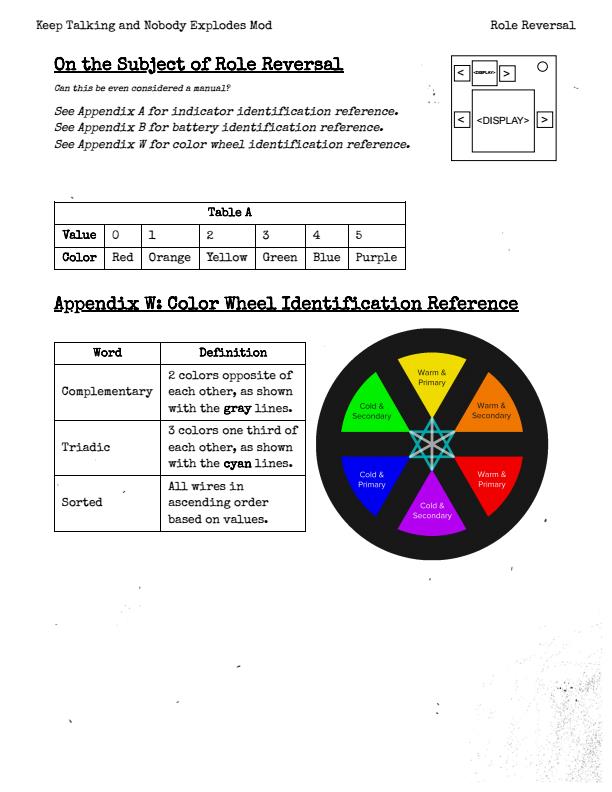 Keep Talking and Nobody Explodes Mod
Role Reversal
On the Subject of Role Reversal
Can this be even considered a manual?
See Appendix A for indicator identification reference.
See Appendix B for battery identification reference.
See Appendix W for color wheel identification reference.
< <DISPLAY> >
< <DISPLAY> >
Table A
Value 0 1 2 3 4 5
Color Red Orange Yellow Green Blue Purple
Appendix W: Color Wheel Identification Reference
Word Definition
Complementary
2 colors opposite of
each other, as shown
with the gray lines.
Triadic
3 colors one third of
each other, as shown
with the cyan lines.
Sorted
All wires in
ascending order
based on values.
Warm &
Primary
Warm &
Secondary
Warm &
Primary
Cold &
Secondary
Cold &
Primary
Cold &
Secondary